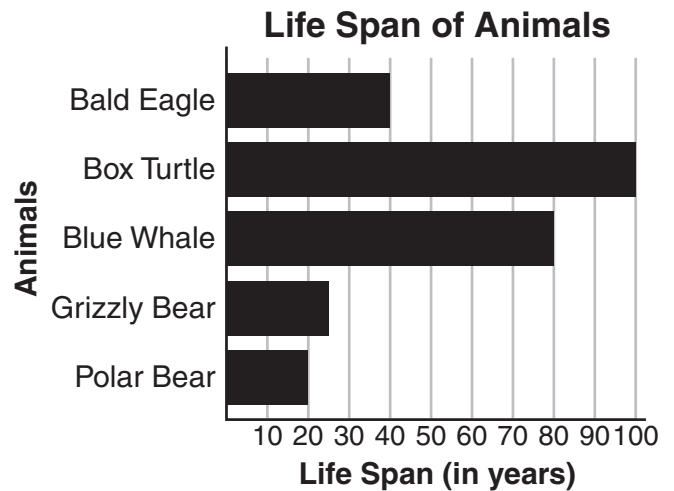 Life Span of Animals
Animals
Bald Eagle
Box Turtle
Blue Whale
Grizzly Bear
Polar Bear
10 20 30 40 50 60 70 80 90 100
Life Span (in years)